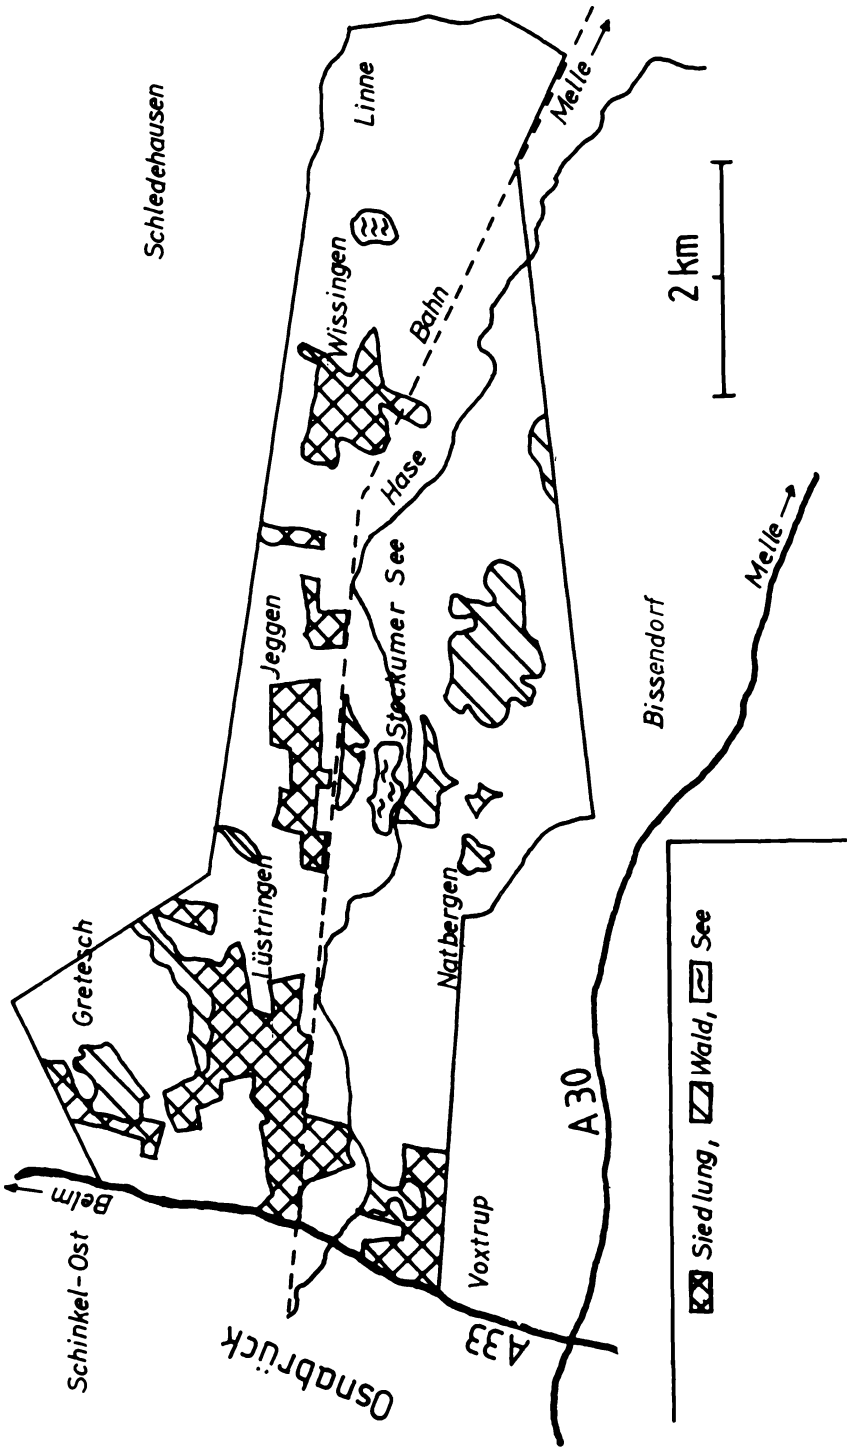 Schledehausen
Linne
Melle →
Wissingen
Bahn
2 km
Hase
Stockumer See
Jeggen
Melle →
Bissendorf
Lüstringen
Gretesch
Natbergen
A 30
← Belm
Schinkel-Ost
Voxtrup
A33
Osnabrück
Siedlung, Wald, See